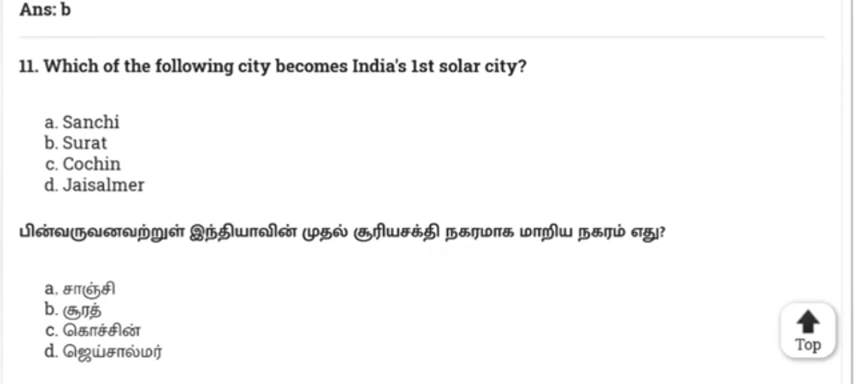 Ans: b
11. Which of the following city becomes India's 1st solar city?
a. Sanchi
b. Surat
c. Cochin
d. Jaisalmer
பின்வருவனவற்றுள் இந்தியாவின் முதல் சூரியசக்தி நகரமாக மாறிய நகரம் எது?
a. சாஞ்சி
b. சூரத்
c. கொச்சின்
d. ஜெய்சால்மர்
Top